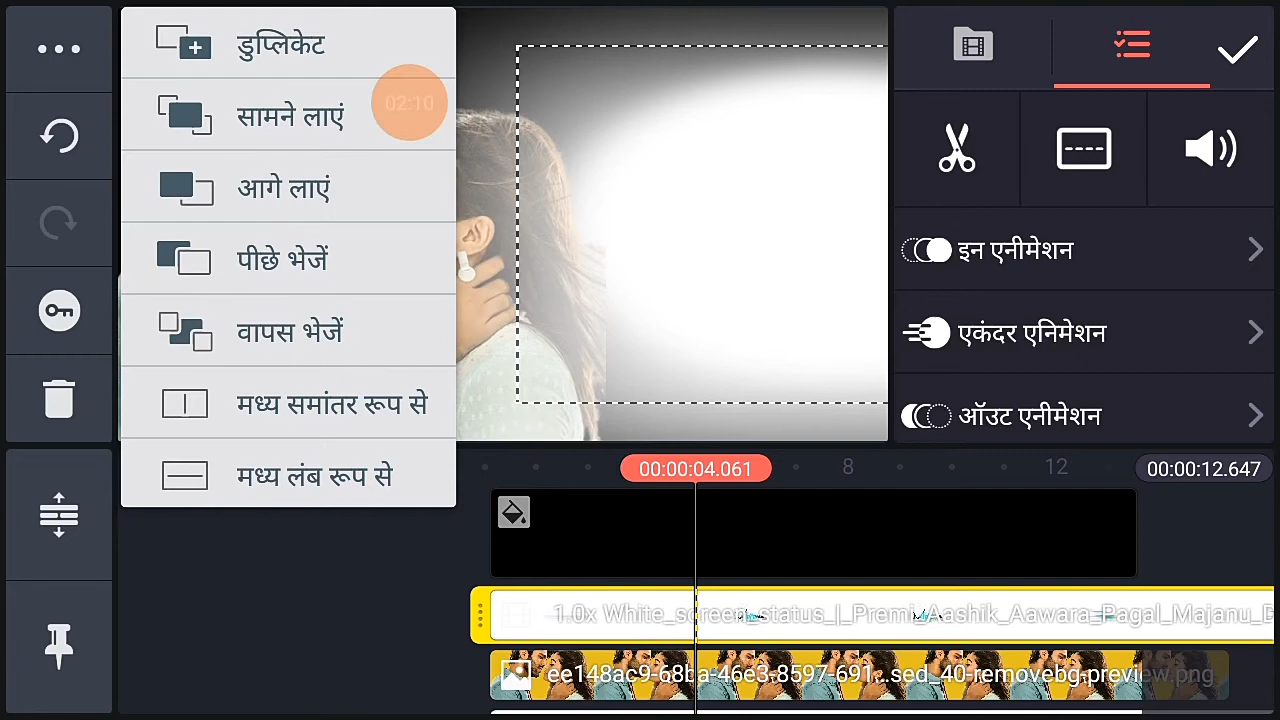 डुप्लिकेट
सामने लाएं
02:10
आगे लाएं
पीछे भेजें
वापस भेजें
मध्य समांतर रूप से
मध्य लंब रूप से
इन एनीमेशन
एकंदर एनिमेशन
ऑउट एनीमेशन
00:00:04.061
8
12
00:00:12.647
1.0x White_screen_status_|_Premi_Aashik_Aawara_Pagal_Majanu_D
ee148ac9-68ba-46e3-8597-691...sed_40-removebg-preview.png